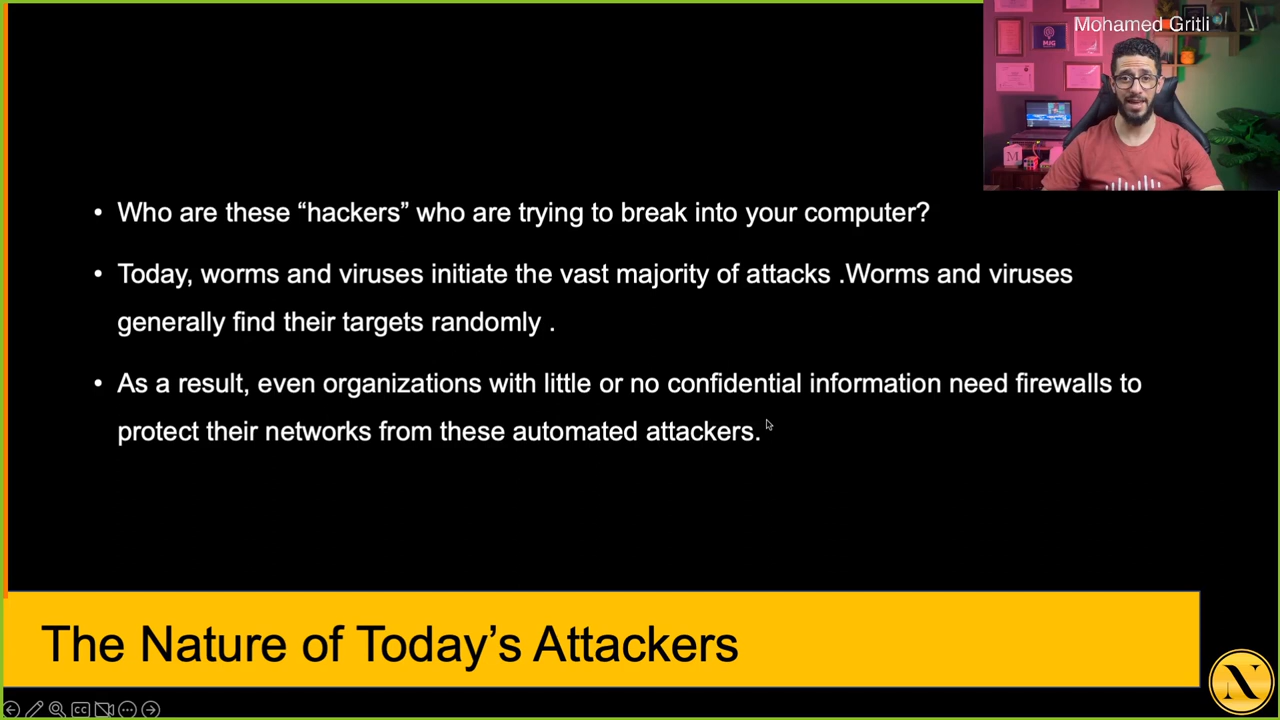 Mohamed Gritli
• Who are these “hackers” who are trying to break into your computer?
• Today, worms and viruses initiate the vast majority of attacks .Worms and viruses
generally find their targets randomly .
• As a result, even organizations with little or no confidential information need firewalls to
protect their networks from these automated attackers.
The Nature of Today’s Attackers
CC
N
M